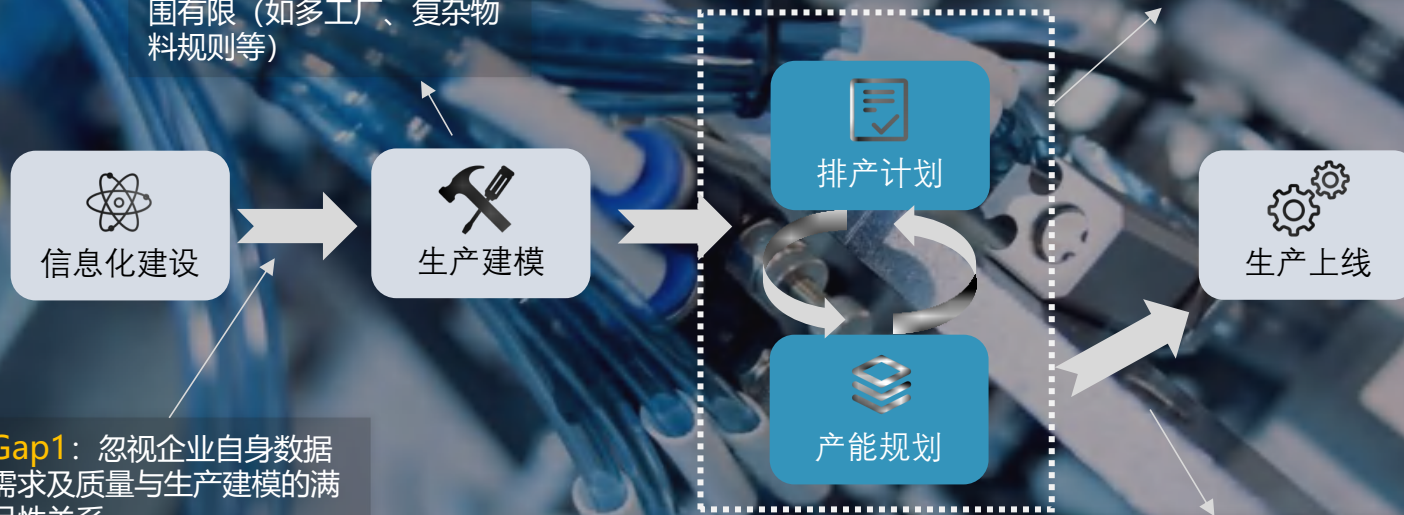 围有限（如多工厂、复杂物
料规则等）
排产计划
信息化建设
生产建模
生产上线
产能规划
Gap1：忽视企业自身数据
需求及质量与生产建模的满